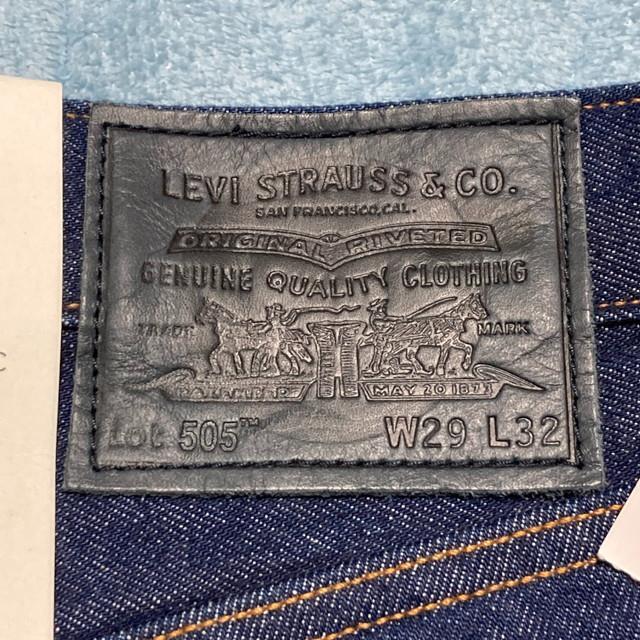 LEVI STRAUSS & CO.
SAN FRANCISCO, CAL.
ORIGINAL RIVETED
GENUINE QUALITY CLOTHING
TRADE MARK
MAY 20 1873
Lot 505™ W29 L32